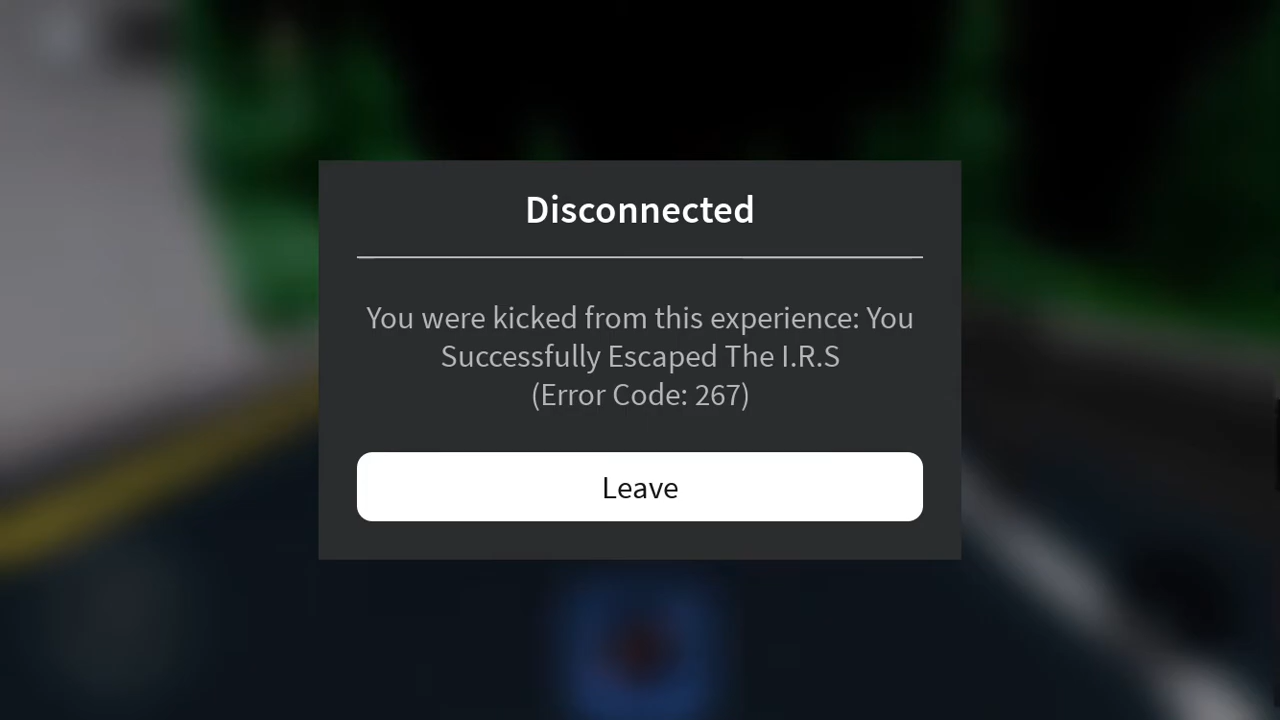 Disconnected
You were kicked from this experience: You
Successfully Escaped The I.R.S
(Error Code: 267)
Leave